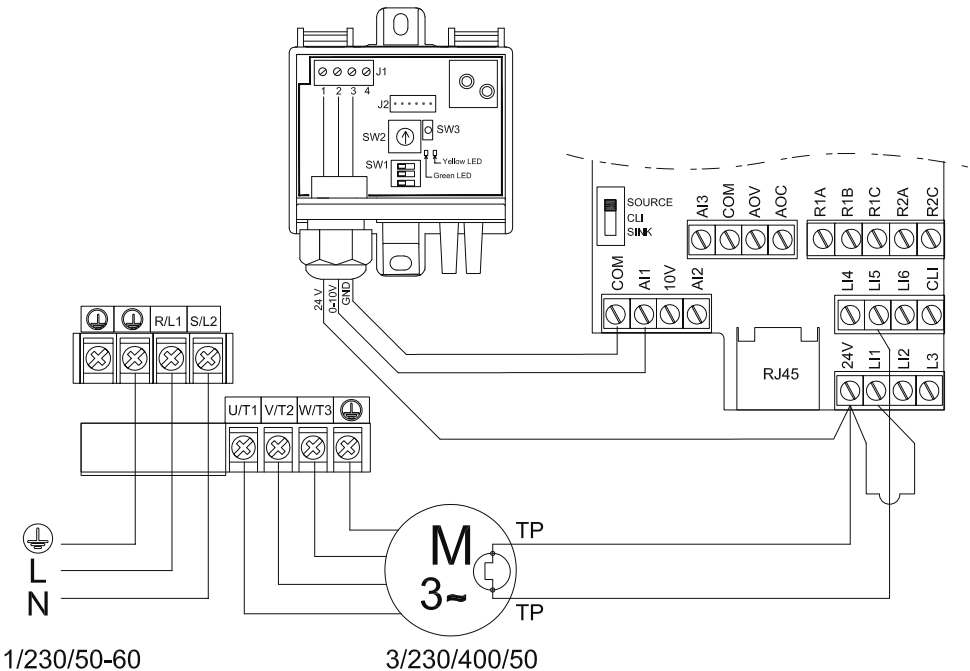 J1
1 2 3 4
J2
SW2
SW3
SW1
Yellow LED
Green LED
24 V
0-10V
GND
SOURCE
CLI
SINK
AI3 COM AOV AOC
R1A R1B R1C R2A R2C
COM AI1 10V AI2
LI4 LI5 LI6 CLI
RJ45
24V LI1 LI2 L3
R/L1 S/L2
U/T1 V/T2 W/T3
M
3~
TP
TP
L
N
1/230/50-60
3/230/400/50